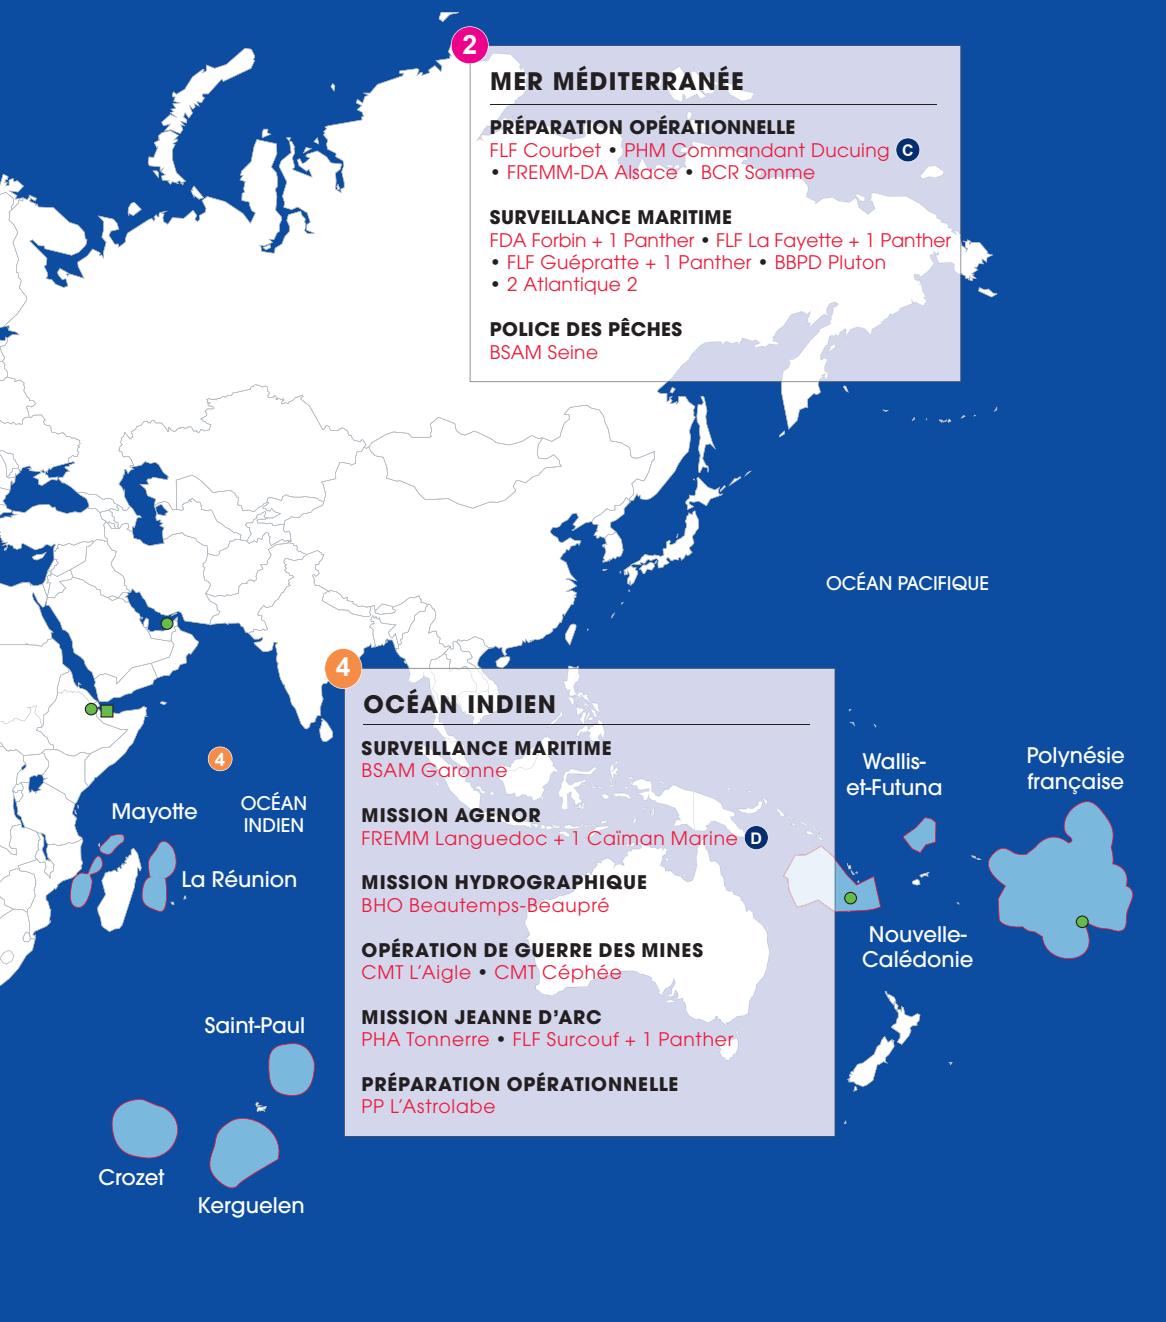 2
MER MÉDITERRANÉE
PRÉPARATION OPÉRATIONNELLE
FLF Courbet • PHM Commandant Ducuing C
• FREMM-DA Alsace • BCR Somme
SURVEILLANCE MARITIME
FDA Forbin + 1 Panther • FLF La Fayette + 1 Panther
• FLF Guépratte + 1 Panther • BBPD Pluton
• 2 Atlantique 2
POLICE DES PÊCHES
BSAM Seine
OCÉAN PACIFIQUE
4
OCÉAN INDIEN
SURVEILLANCE MARITIME
BSAM Garonne
MISSION AGENOR
FREMM Languedoc + 1 Caïman Marine D
MISSION HYDROGRAPHIQUE
BHO Beautemps-Beaupré
OPÉRATION DE GUERRE DES MINES
CMT L'Aigle • CMT Céphée
MISSION JEANNE D'ARC
PHA Tonnerre • FLF Surcouf + 1 Panther
PRÉPARATION OPÉRATIONNELLE
PP L'Astrolabe
4
OCÉAN
INDIEN
Mayotte
La Réunion
Wallis-
et-Futuna
Polynésie
française
Nouvelle-
Calédonie
Saint-Paul
Crozet
Kerguelen